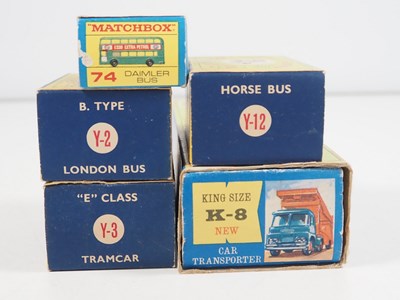 "MATCHBOX"
ESSO EXTRA PETROL
74 DAIMLER
BUS
B. TYPE
Y-2
LONDON BUS
HORSE BUS
Y-12
"E" CLASS
Y-3
TRAMCAR
KING SIZE
K-8
NEW
CAR
TRANSPORTER